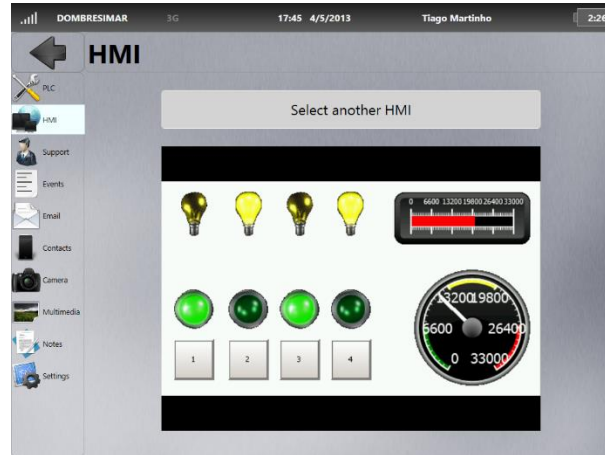 DOMBRESIMAR 3G 17:45 4/5/2013 Tiago Martinho 2:26
HMI
PLC
HMI
Support
Events
Email
Contacts
Camera
Multimedia
Notes
Settings
Select another HMI
0 6600 13200 19800 26400 33000
13200 19800
6600 26400
0 33000
1 2 3 4